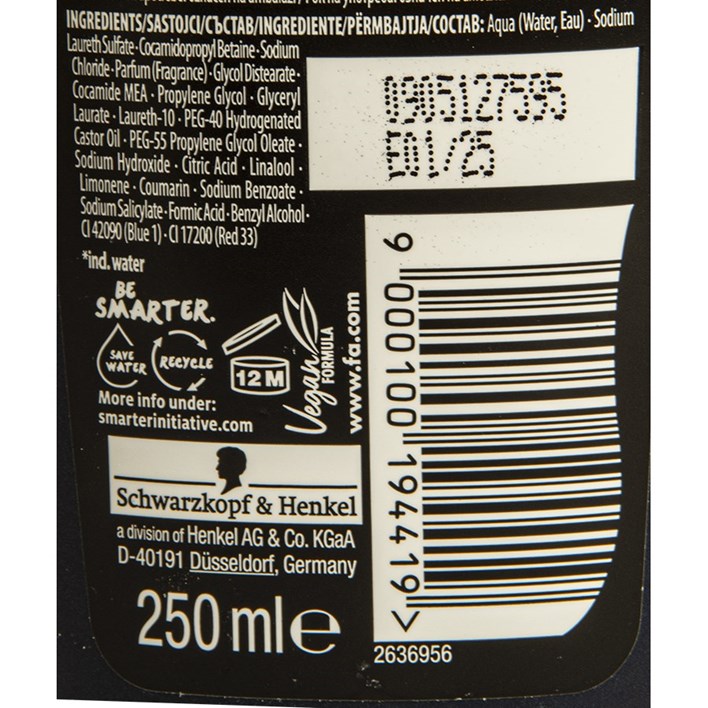 INGREDIENTS/SASTOJCI/СЪСТАВ/INGREDIENTE/PËRMBAJTJA/СОСТАВ: Aqua (Water, Eau) · Sodium
Laureth Sulfate · Cocamidopropyl Betaine · Sodium
Chloride · Parfum (Fragrance) · Glycol Distearate ·
Cocamide MEA · Propylene Glycol · Glyceryl
Laurate · Laureth-10 · PEG-40 Hydrogenated
Castor Oil · PEG-55 Propylene Glycol Oleate ·
Sodium Hydroxide · Citric Acid · Linalool ·
Limonene · Coumarin · Sodium Benzoate ·
Sodium Salicylate · Formic Acid · Benzyl Alcohol ·
CI 42090 (Blue 1) · CI 17200 (Red 33)
*ind. water
0905127595
E01/25
BE
SMARTER.
SAVE
WATER
RECYCLE
12 M
Vegan
FORMULA
www.fa.com
More info under:
smarterinitiative.com
Schwarzkopf & Henkel
a division of Henkel AG & Co. KGaA
D-40191 Düsseldorf, Germany
250 ml e
9 000100 194419 >
2636956